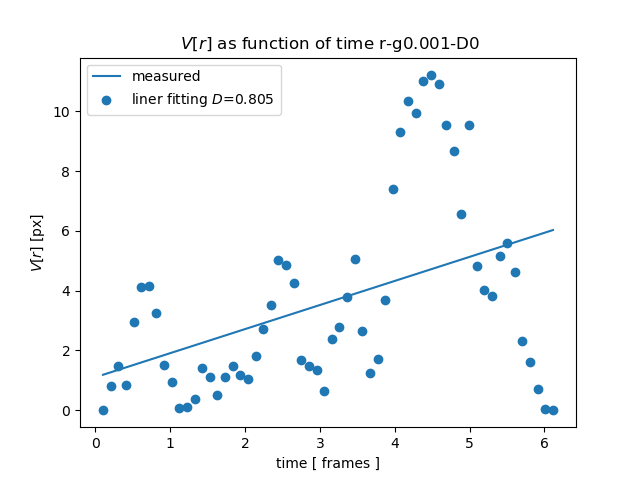 V[r] as function of time r-g0.001-D0
measured
liner fitting D=0.805
V[r] [px]
10
8
6
4
2
0
0 1 2 3 4 5 6
time [ frames ]